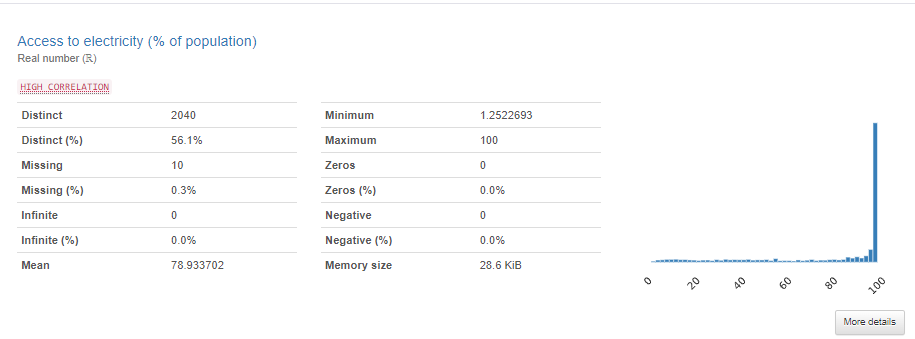 Access to electricity (% of population)
Real number (ℝ)
HIGH CORRELATION
Distinct 2040
Distinct (%) 56.1%
Missing 10
Missing (%) 0.3%
Infinite 0
Infinite (%) 0.0%
Mean 78.933702
Minimum 1.2522693
Maximum 100
Zeros 0
Zeros (%) 0.0%
Negative 0
Negative (%) 0.0%
Memory size 28.6 KiB
0 20 40 60 80 100
More details